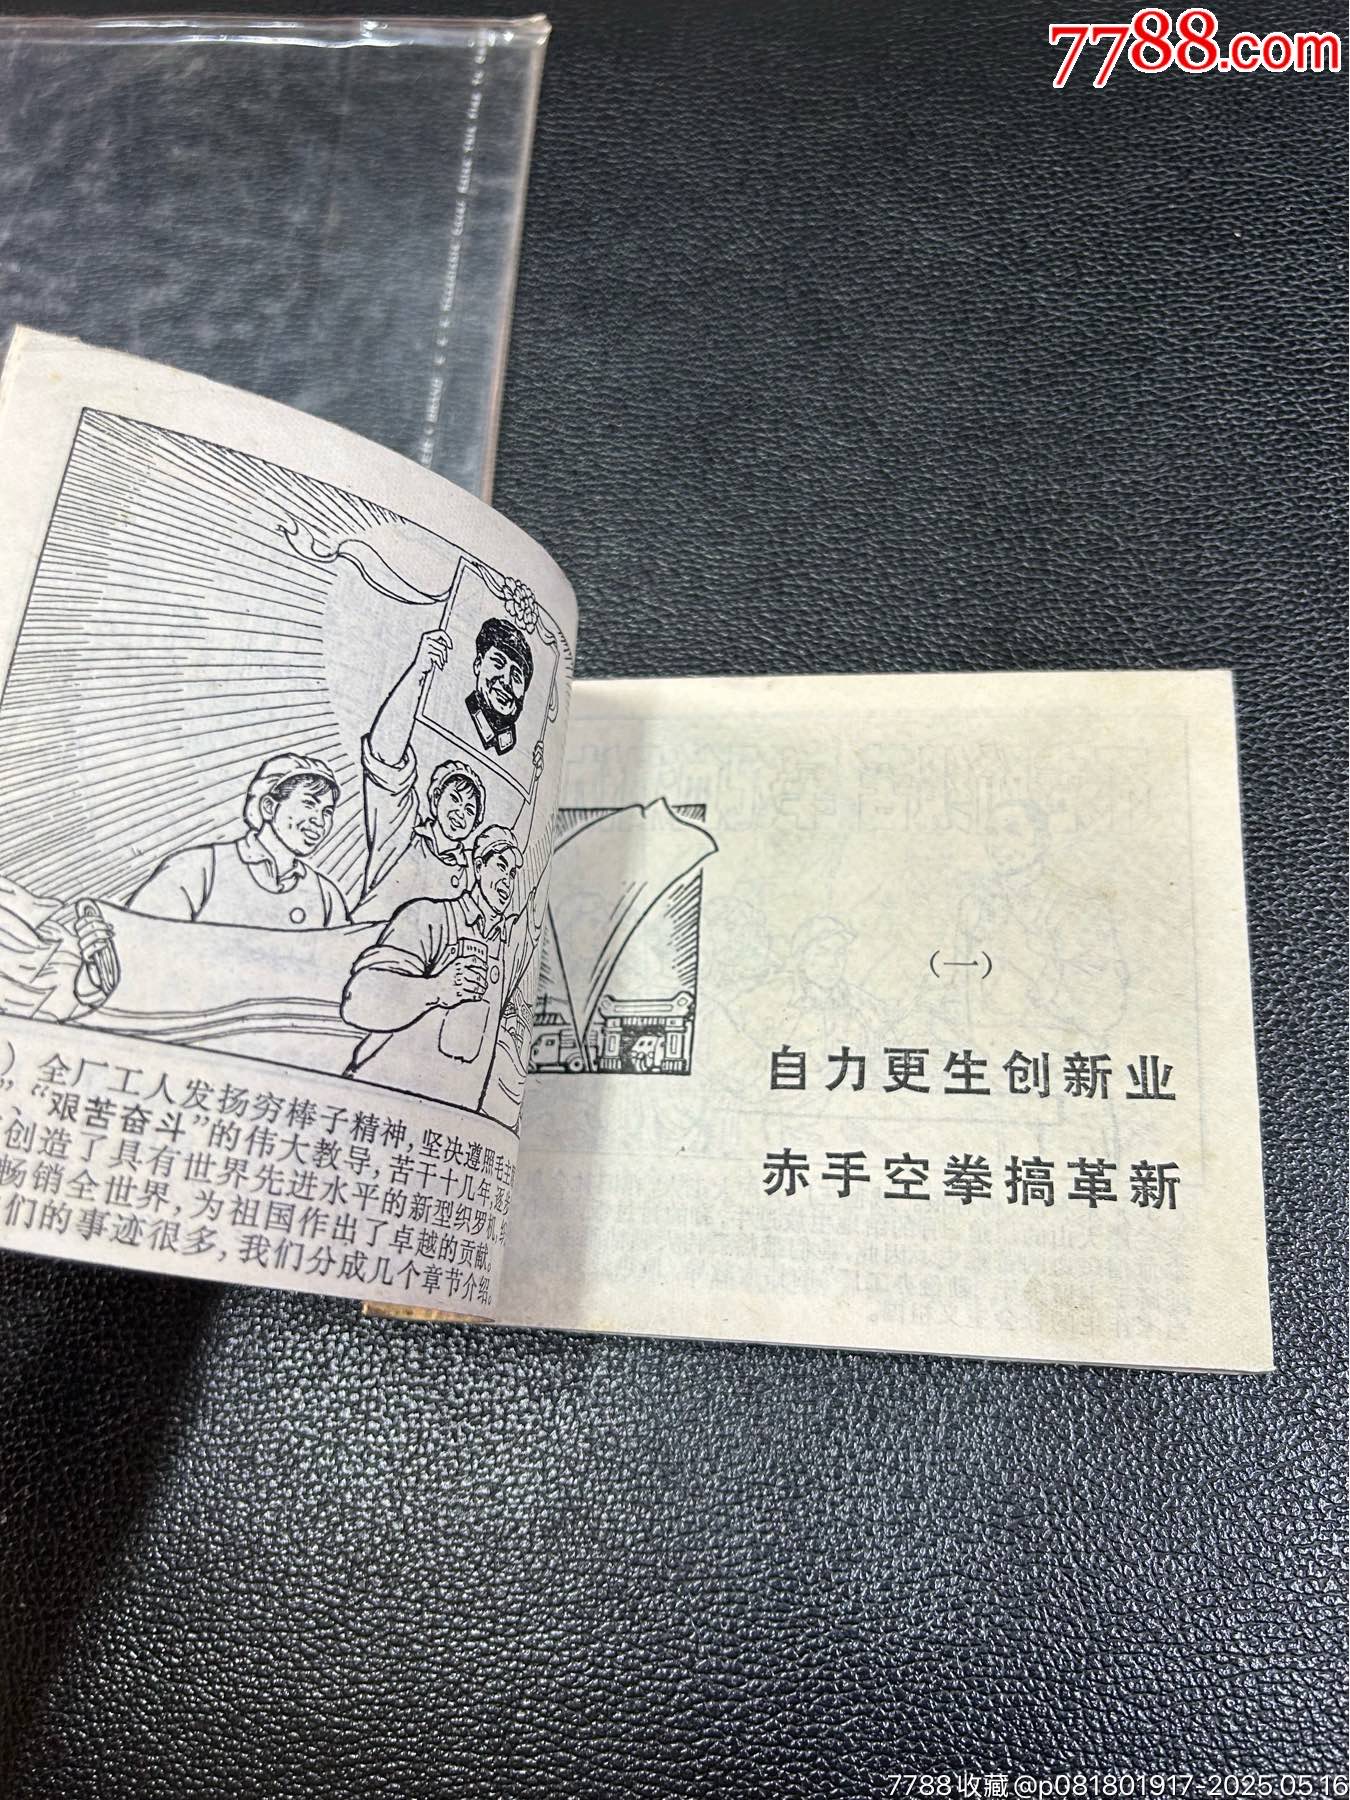 7788.com
）全厂工人发扬穷棒子精神，坚决遵照毛主
”、“艰苦奋斗”的伟大教导，苦干十几年，逐步
创造了具有世界先进水平的新型织罗机，织
畅销全世界，为祖国作出了卓越的贡献。
们的事迹很多，我们分成几个章节介绍。
（一）
自力更生创新业
赤手空拳搞革新
7788收藏@p081801917-2025.05.16